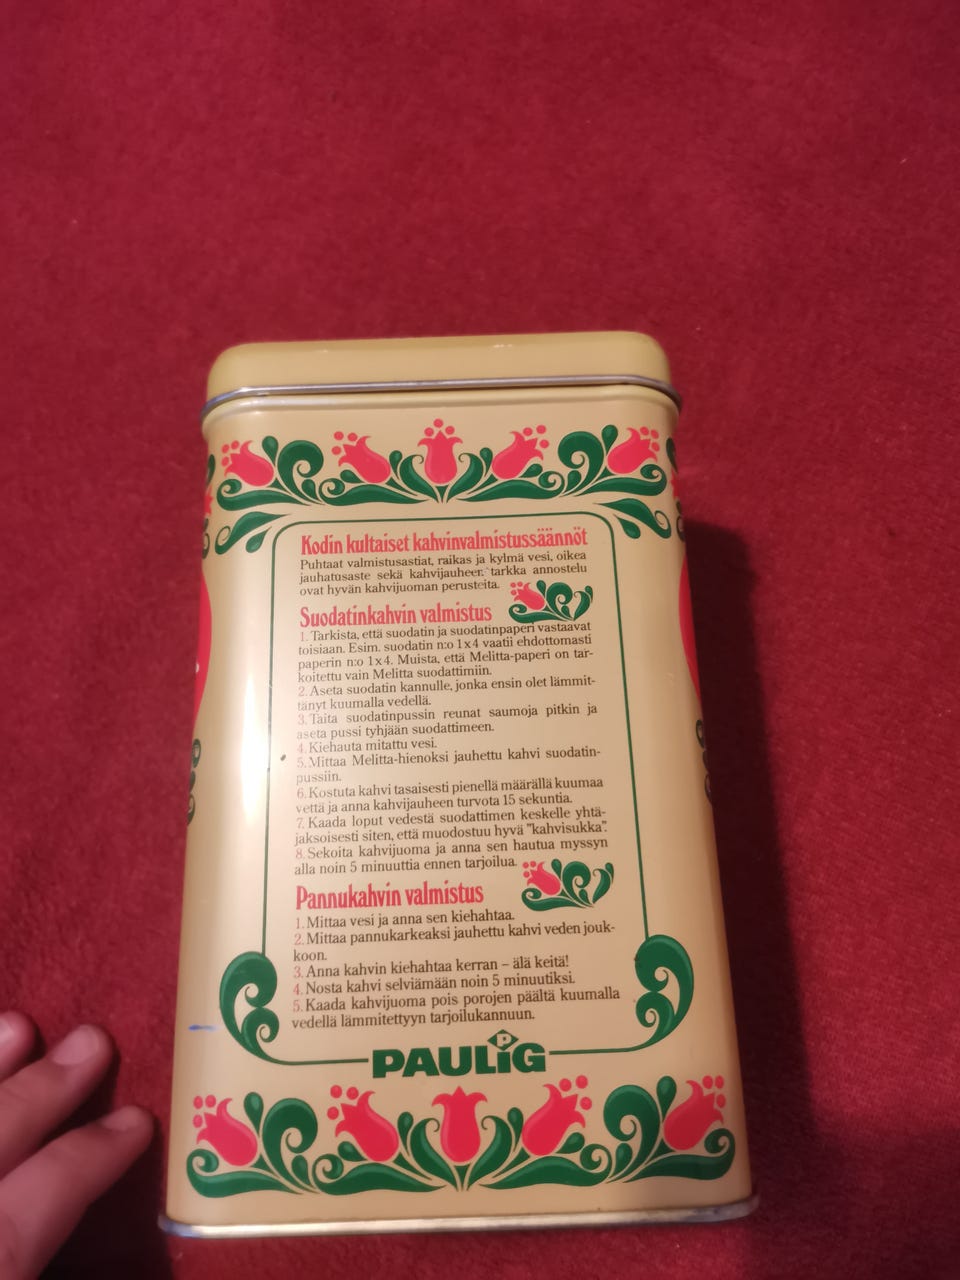 Kodin kultaiset kahvinvalmistussäännöt
Puhtaat valmistusastiat, raikas ja kylmä vesi, oikea
jauhatusaste sekä kahvijauheen tarkka annostelu
ovat hyvän kahvijuoman perusteita.
Suodatinkahvin valmistus
1. Tarkista, että suodatin ja suodatinpaperi vastaavat
toisiaan. Esim. suodatin n:o 1x4 vaatii ehdottomasti
paperin n:o 1x4. Muista, että Melitta-paperi on tar-
koitettu vain Melitta suodattimiin.
2. Aseta suodatin kannulle, jonka ensin olet lämmit-
tänyt kuumalla vedellä.
3. Taita suodatinpussin reunat saumoja pitkin ja
aseta pussi tyhjään suodattimeen.
4. Kiehauta mitattu vesi.
5. Mittaa Melitta-hienoksi jauhettu kahvi suodatin-
pussiin.
6. Kostuta kahvi tasaisesti pienellä määrällä kuumaa
vettä ja anna kahvijauheen turvota 15 sekuntia.
7. Kaada loput vedestä suodattimen keskelle yhtä-
jaksoisesti siten, että muodostuu hyvä "kahvisukka".
8. Sekoita kahvijuoma ja anna sen hautua myssyn
alla noin 5 minuuttia ennen tarjoilua.
Pannukahvin valmistus
1. Mittaa vesi ja anna sen kiehahtaa.
2. Mittaa pannukarkeaksi jauhettu kahvi veden jouk-
koon.
3. Anna kahvin kiehahtaa kerran – älä keitä!
4. Nosta kahvi selviämään noin 5 minuutiksi.
5. Kaada kahvijuoma pois porojen päältä kuumalla
vedellä lämmitettyyn tarjoilukannuun.
P
PAULiG